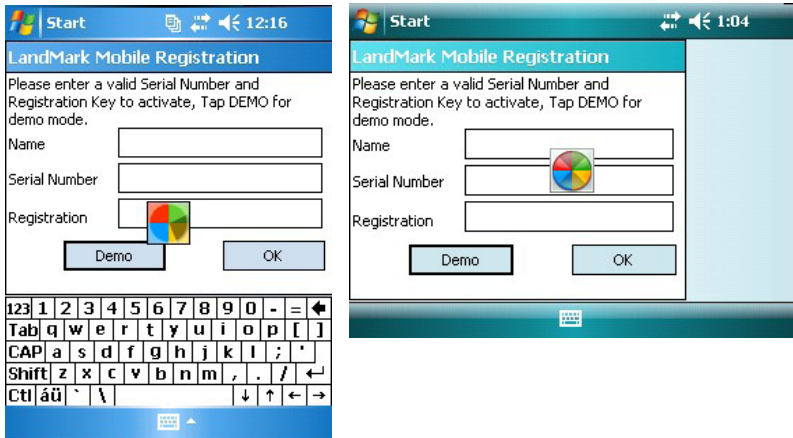 Start 12:16
LandMark Mobile Registration
Please enter a valid Serial Number and
Registration Key to activate, Tap DEMO for
demo mode.
Name
Serial Number
Registration
Demo OK
123 1 2 3 4 5 6 7 8 9 0 - = 🡄
Tab q w e r t y u i o p [ ]
CAP a s d f g h j k l ; '
Shift z x c v b n m , . / ↵
Ctl áü ` \ ↓ ↑ ← →
Start 1:04
LandMark Mobile Registration
Please enter a valid Serial Number and
Registration Key to activate, Tap DEMO for
demo mode.
Name
Serial Number
Registration
Demo OK